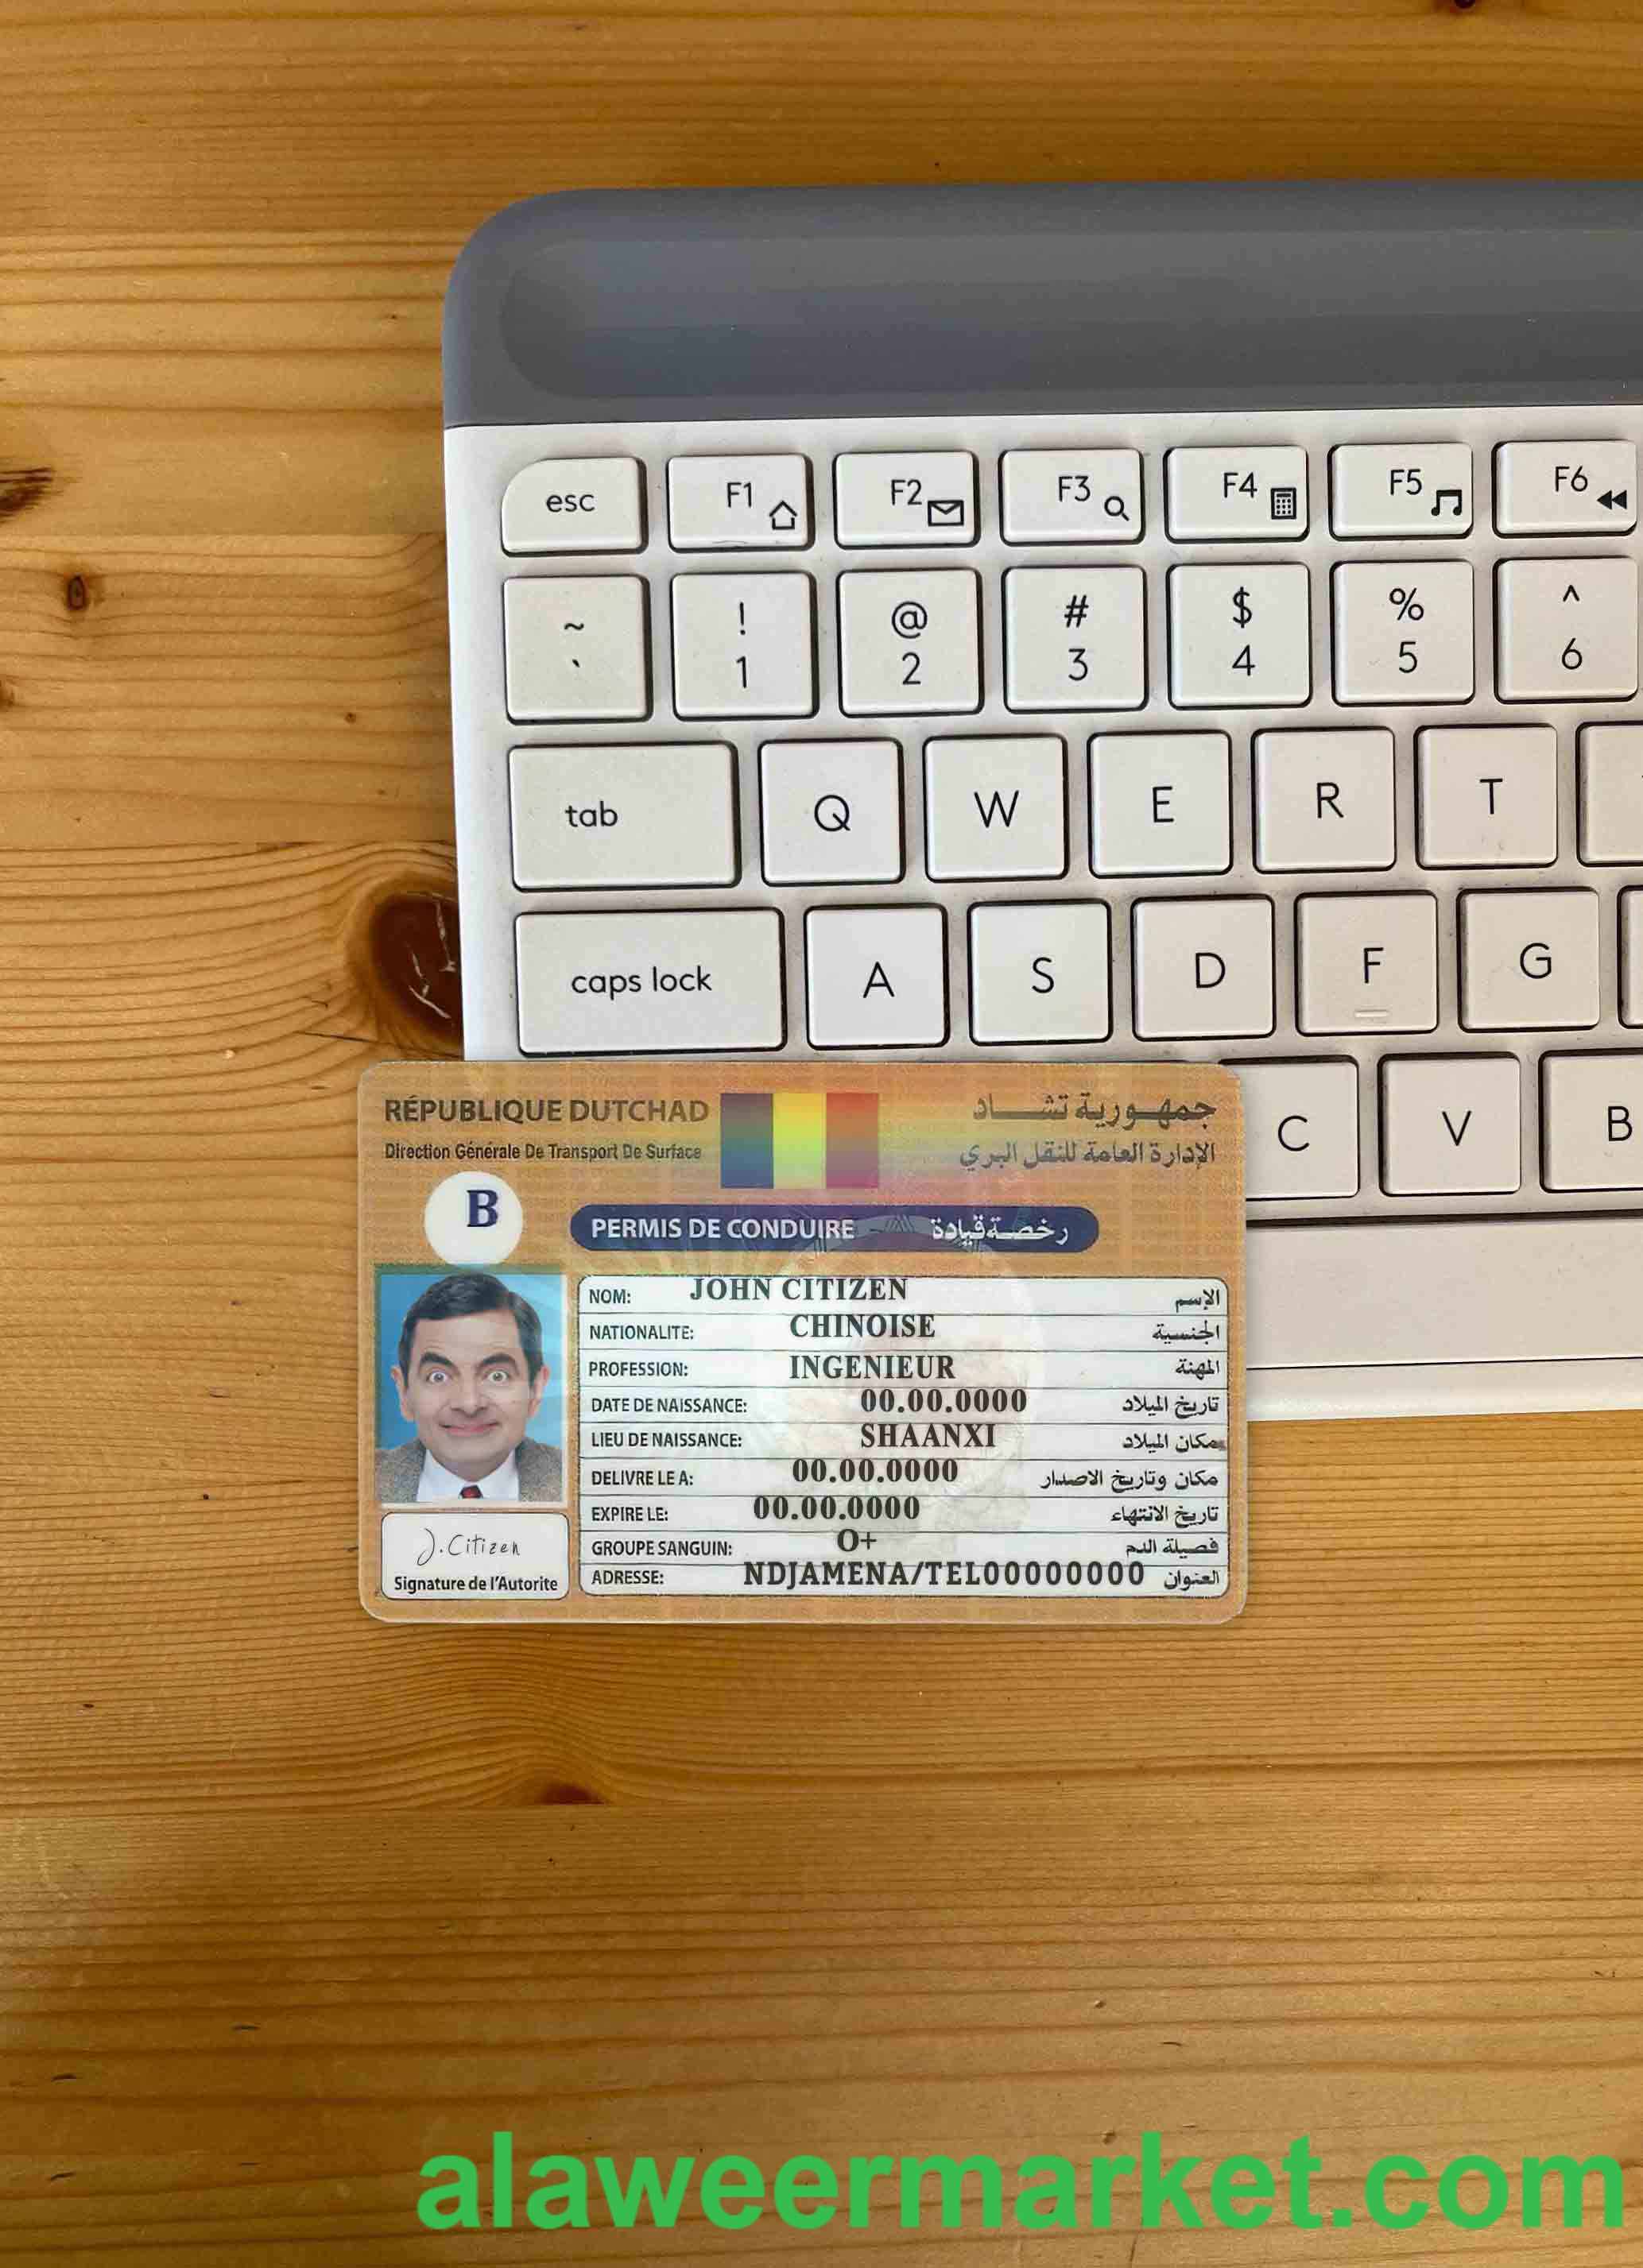 esc F1 F2 F3 F4 F5 F6
~ ! @ # $ % ^
` 1 2 3 4 5 6
tab Q W E R T
caps lock A S D F G
C V B
RÉPUBLIQUE DUTCHAD
جمهورية تشاد
Direction Générale De Transport De Surface
الإدارة العامة للنقل البري
B
PERMIS DE CONDUIRE رخصة قيادة
NOM: JOHN CITIZEN الإسم
NATIONALITE: CHINOISE الجنسية
PROFESSION: INGENIEUR المهنة
DATE DE NAISSANCE: 00.00.0000 تاريخ الميلاد
LIEU DE NAISSANCE: SHAANXI مكان الميلاد
DELIVRE LE A: 00.00.0000 مكان وتاريخ الاصدار
EXPIRE LE: 00.00.0000 تاريخ الانتهاء
GROUPE SANGUIN: O+ فصيلة الدم
ADRESSE: NDJAMENA/TEL00000000 العنوان
J. Citizen
Signature de l'Autorite
alaweermarket.com